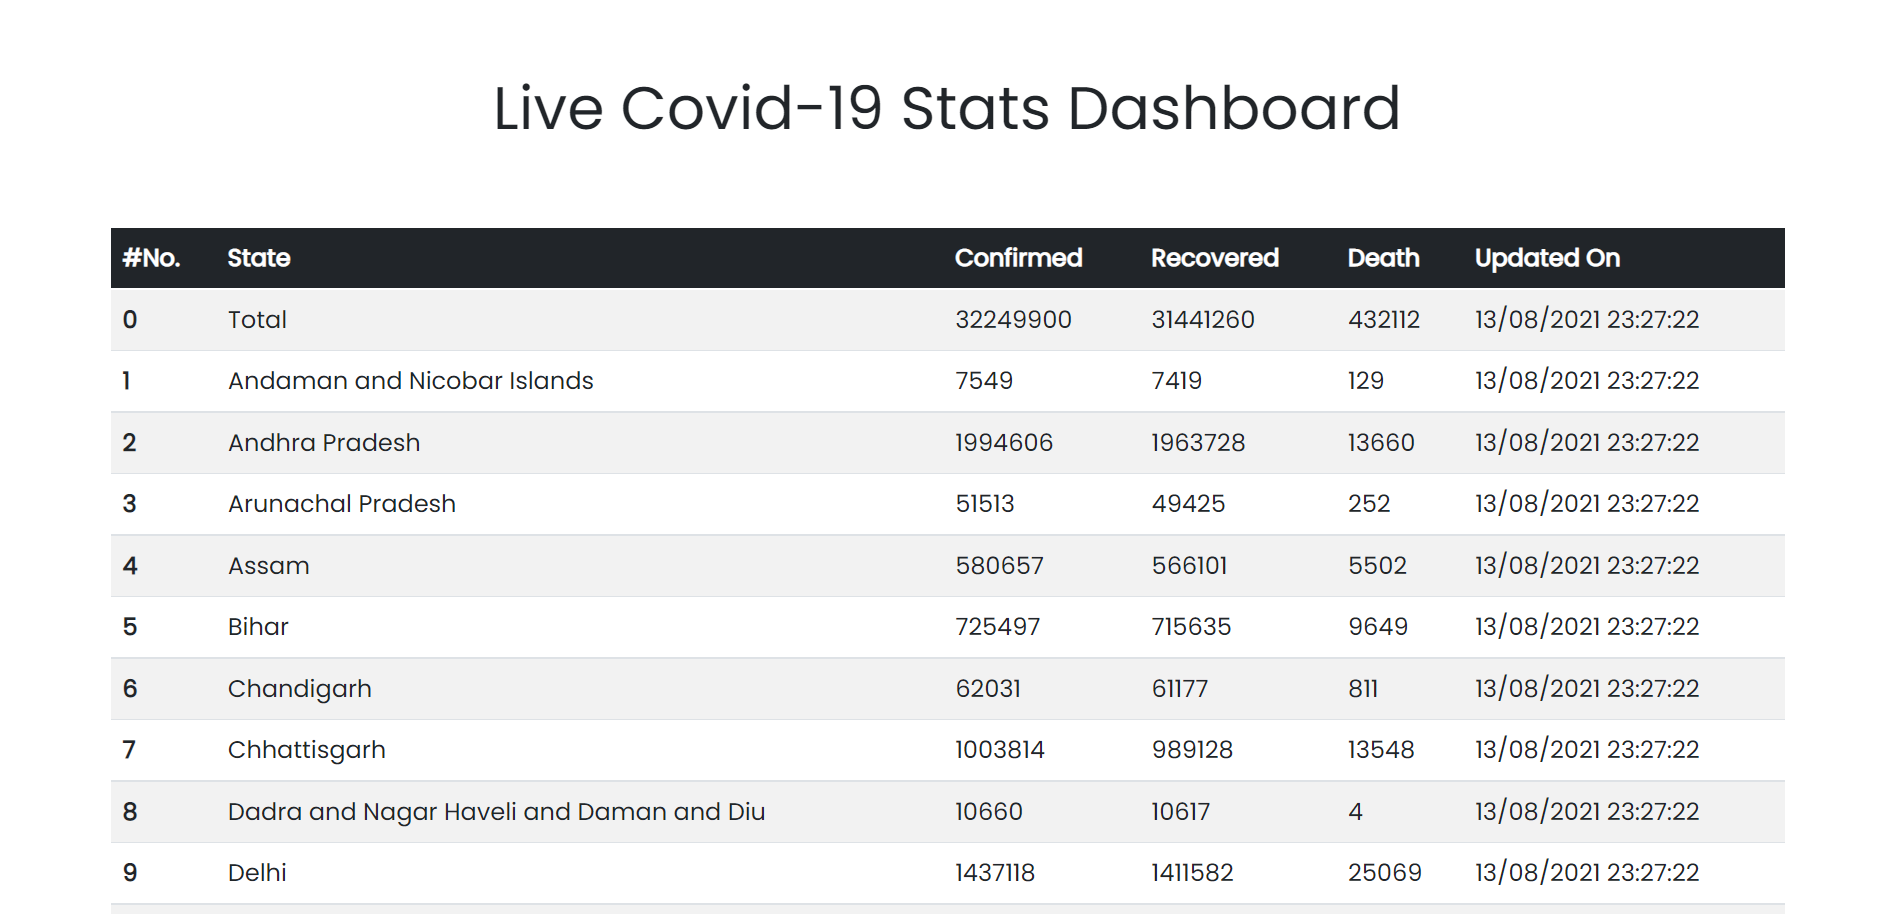 Live Covid-19 Stats Dashboard
#No. State Confirmed Recovered Death Updated On
0 Total 32249900 31441260 432112 13/08/2021 23:27:22
1 Andaman and Nicobar Islands 7549 7419 129 13/08/2021 23:27:22
2 Andhra Pradesh 1994606 1963728 13660 13/08/2021 23:27:22
3 Arunachal Pradesh 51513 49425 252 13/08/2021 23:27:22
4 Assam 580657 566101 5502 13/08/2021 23:27:22
5 Bihar 725497 715635 9649 13/08/2021 23:27:22
6 Chandigarh 62031 61177 811 13/08/2021 23:27:22
7 Chhattisgarh 1003814 989128 13548 13/08/2021 23:27:22
8 Dadra and Nagar Haveli and Daman and Diu 10660 10617 4 13/08/2021 23:27:22
9 Delhi 1437118 1411582 25069 13/08/2021 23:27:22